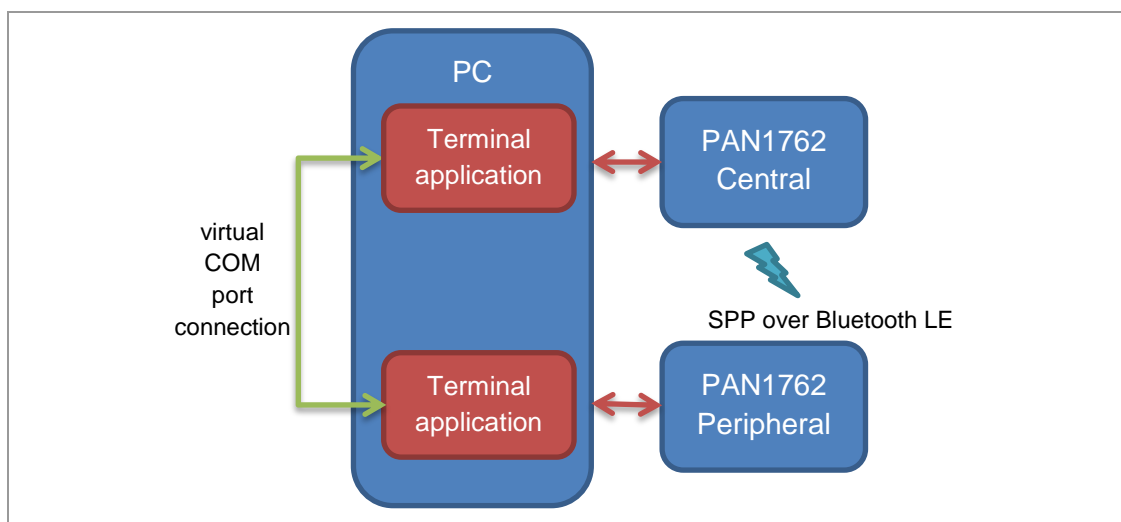 PC
Terminal
application
PAN1762
Central
virtual
COM
port
connection
SPP over Bluetooth LE
Terminal
application
PAN1762
Peripheral